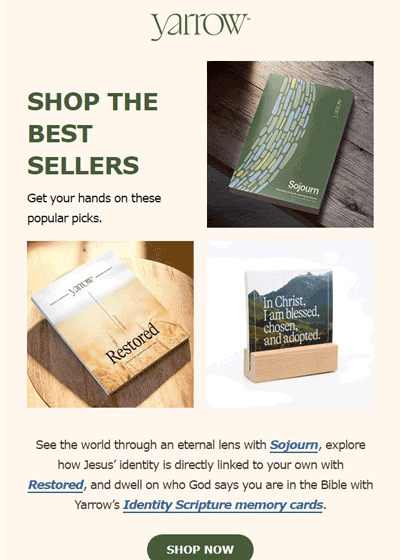 yarrow™
SHOP THE
BEST
SELLERS
Get your hands on these
popular picks.
yarrow
Sojourn
yarrow
Restored
In Christ,
I am blessed,
chosen,
and adopted.
See the world through an eternal lens with Sojourn, explore
how Jesus’ identity is directly linked to your own with
Restored, and dwell on who God says you are in the Bible with
Yarrow’s Identity Scripture memory cards.
SHOP NOW